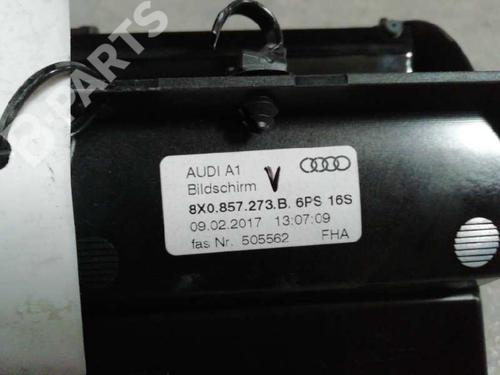 B-PARTS
AUDI A1
Bildschirm V
8X0.857.273.B. 6PS 16S
09.02.2017 13:07:09
fas Nr. 505562 FHA
B-PARTS